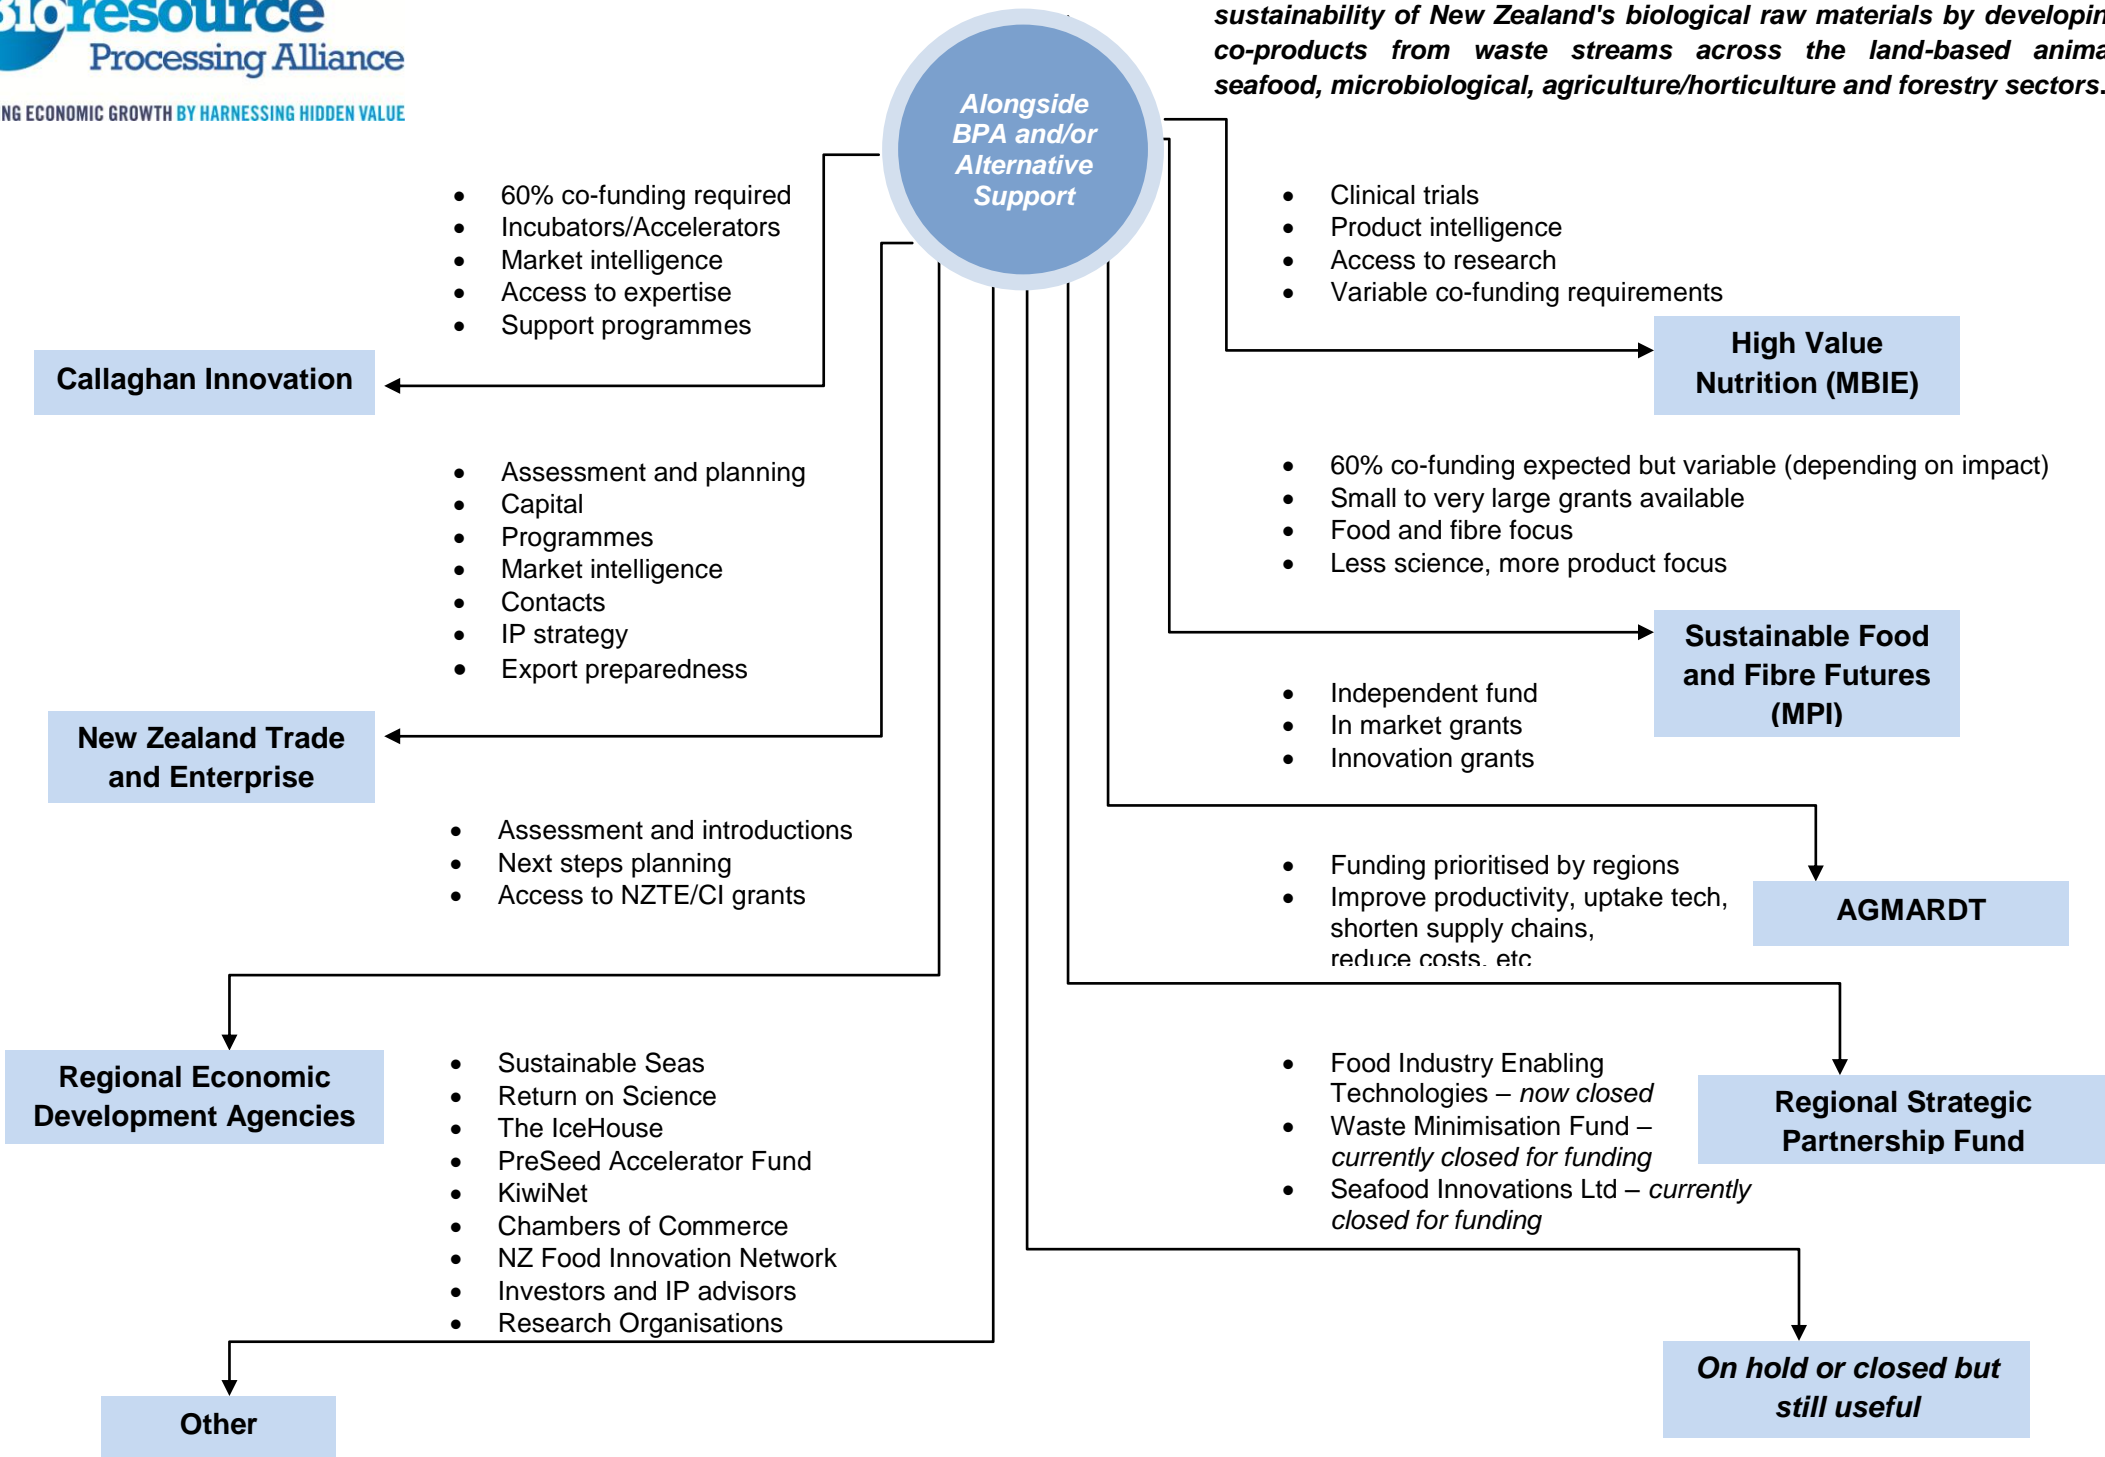 Bioresource
Processing Alliance
NG ECONOMIC GROWTH BY HARNESSING HIDDEN VALUE
sustainability of New Zealand's biological raw materials by developin
co-products from waste streams across the land-based anima
seafood, microbiological, agriculture/horticulture and forestry sectors.
Alongside
BPA and/or
Alternative
Support
• 60% co-funding required
• Incubators/Accelerators
• Market intelligence
• Access to expertise
• Support programmes
Callaghan Innovation
• Assessment and planning
• Capital
• Programmes
• Market intelligence
• Contacts
• IP strategy
• Export preparedness
New Zealand Trade
and Enterprise
• Assessment and introductions
• Next steps planning
• Access to NZTE/CI grants
Regional Economic
Development Agencies
• Sustainable Seas
• Return on Science
• The IceHouse
• PreSeed Accelerator Fund
• KiwiNet
• Chambers of Commerce
• NZ Food Innovation Network
• Investors and IP advisors
• Research Organisations
Other
• Clinical trials
• Product intelligence
• Access to research
• Variable co-funding requirements
High Value
Nutrition (MBIE)
• 60% co-funding expected but variable (depending on impact)
• Small to very large grants available
• Food and fibre focus
• Less science, more product focus
Sustainable Food
and Fibre Futures
(MPI)
• Independent fund
• In market grants
• Innovation grants
AGMARDT
• Funding prioritised by regions
• Improve productivity, uptake tech,
shorten supply chains,
reduce costs, etc
Regional Strategic
Partnership Fund
• Food Industry Enabling
Technologies – now closed
• Waste Minimisation Fund –
currently closed for funding
• Seafood Innovations Ltd – currently
closed for funding
On hold or closed but
still useful